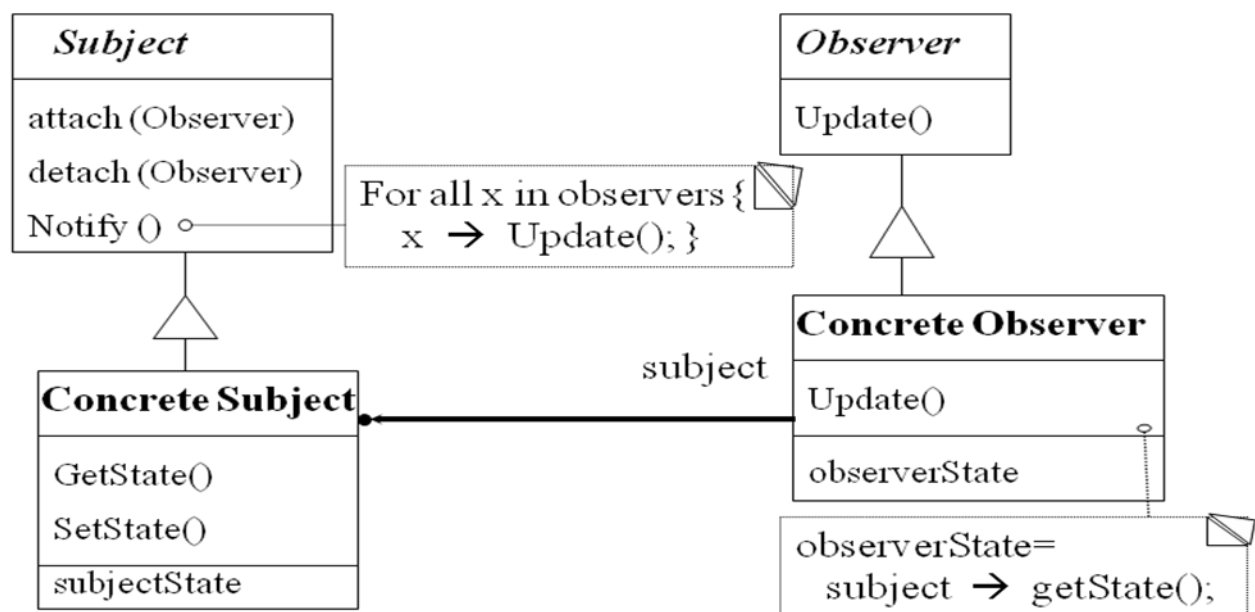 Subject
attach (Observer)
detach (Observer)
Notify ()
For all x in observers {
x → Update(); }
Observer
Update()
Concrete Subject
GetState()
SetState()
subjectState
subject
Concrete Observer
Update()
observerState
observerState=
subject → getState();